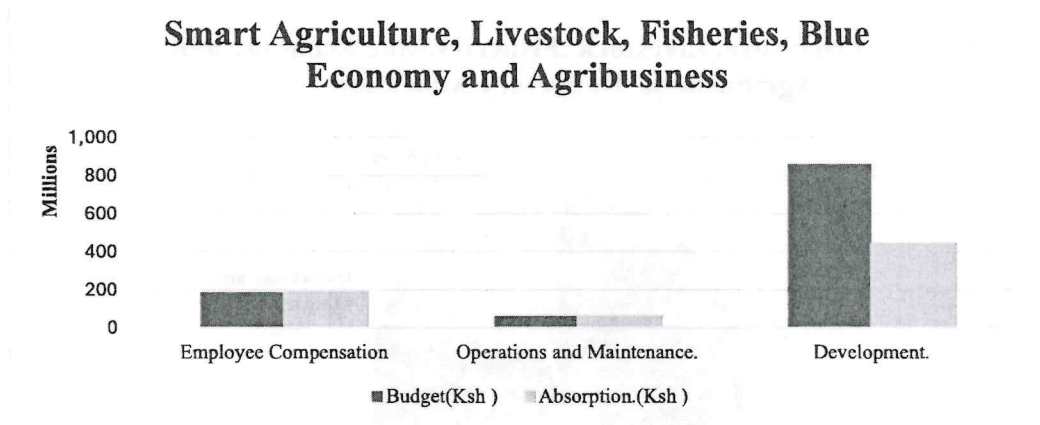 Smart Agriculture, Livestock, Fisheries, Blue
Economy and Agribusiness
Millions
1,000
800
600
400
200
0
Employee Compensation
Operations and Maintenance.
Development.
Budget(Ksh )
Absorption.(Ksh )